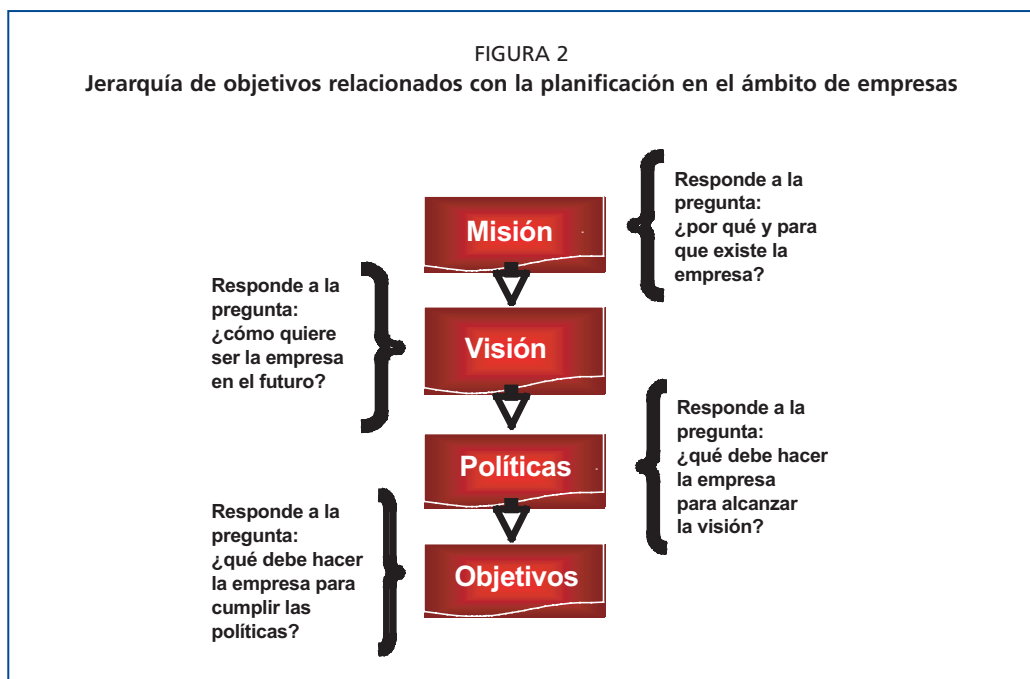 FIGURA 2
Jerarquía de objetivos relacionados con la planificación en el ámbito de empresas
Misión
Responde a la
pregunta:
¿por qué y para
que existe la
empresa?
Responde a la
pregunta:
¿cómo quiere
ser la empresa
en el futuro?
Visión
Políticas
Responde a la
pregunta:
¿qué debe hacer
la empresa
para alcanzar
la visión?
Responde a la
pregunta:
¿qué debe hacer
la empresa para
cumplir las
políticas?
Objetivos